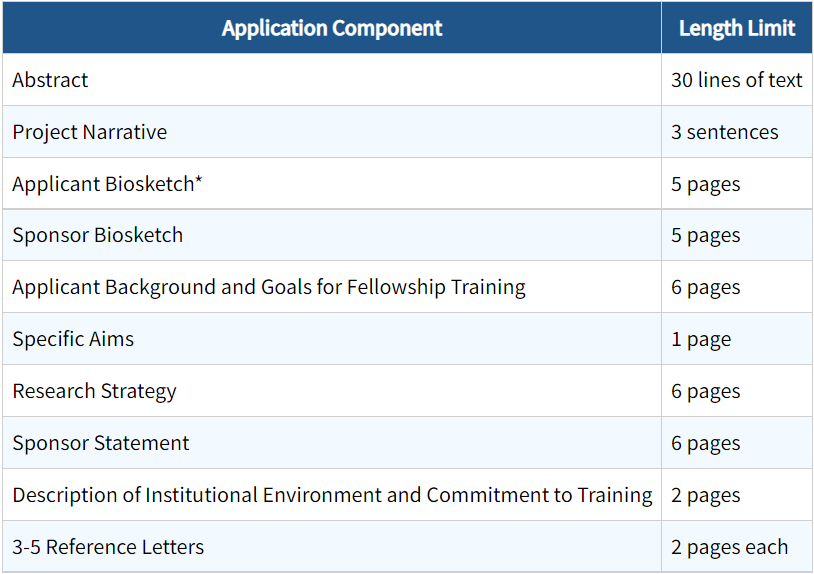 Application Component Length Limit
Abstract 30 lines of text
Project Narrative 3 sentences
Applicant Biosketch* 5 pages
Sponsor Biosketch 5 pages
Applicant Background and Goals for Fellowship Training 6 pages
Specific Aims 1 page
Research Strategy 6 pages
Sponsor Statement 6 pages
Description of Institutional Environment and Commitment to Training 2 pages
3-5 Reference Letters 2 pages each